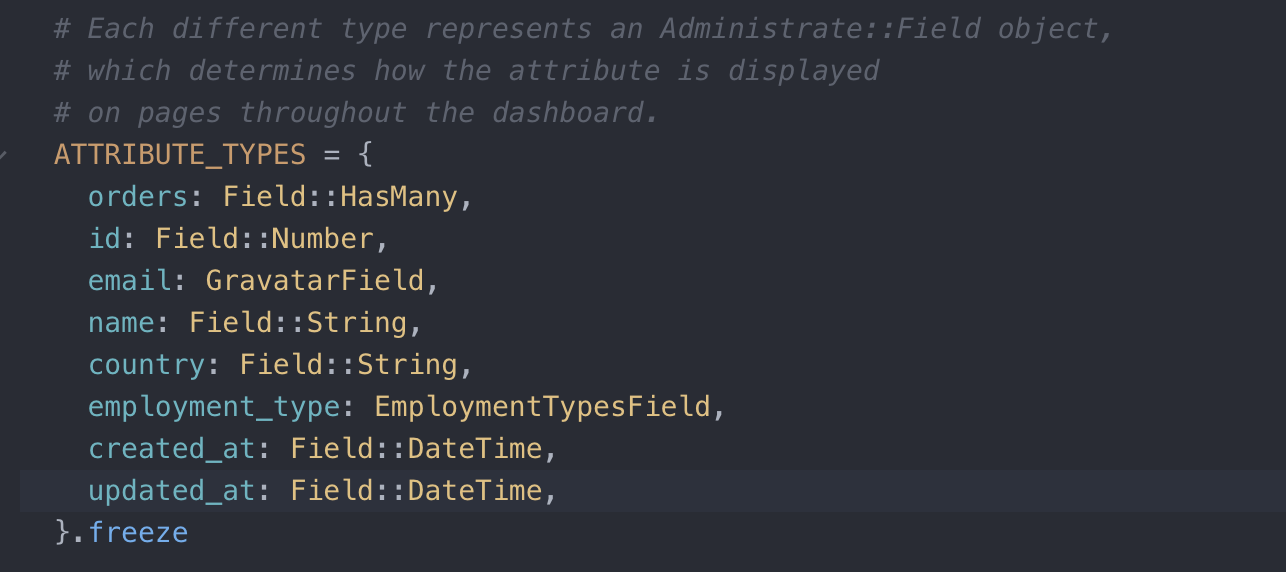 # Each different type represents an Administrate::Field object,
# which determines how the attribute is displayed
# on pages throughout the dashboard.
ATTRIBUTE_TYPES = {
  orders: Field::HasMany,
  id: Field::Number,
  email: GravatarField,
  name: Field::String,
  country: Field::String,
  employment_type: EmploymentTypesField,
  created_at: Field::DateTime,
  updated_at: Field::DateTime,
}.freeze